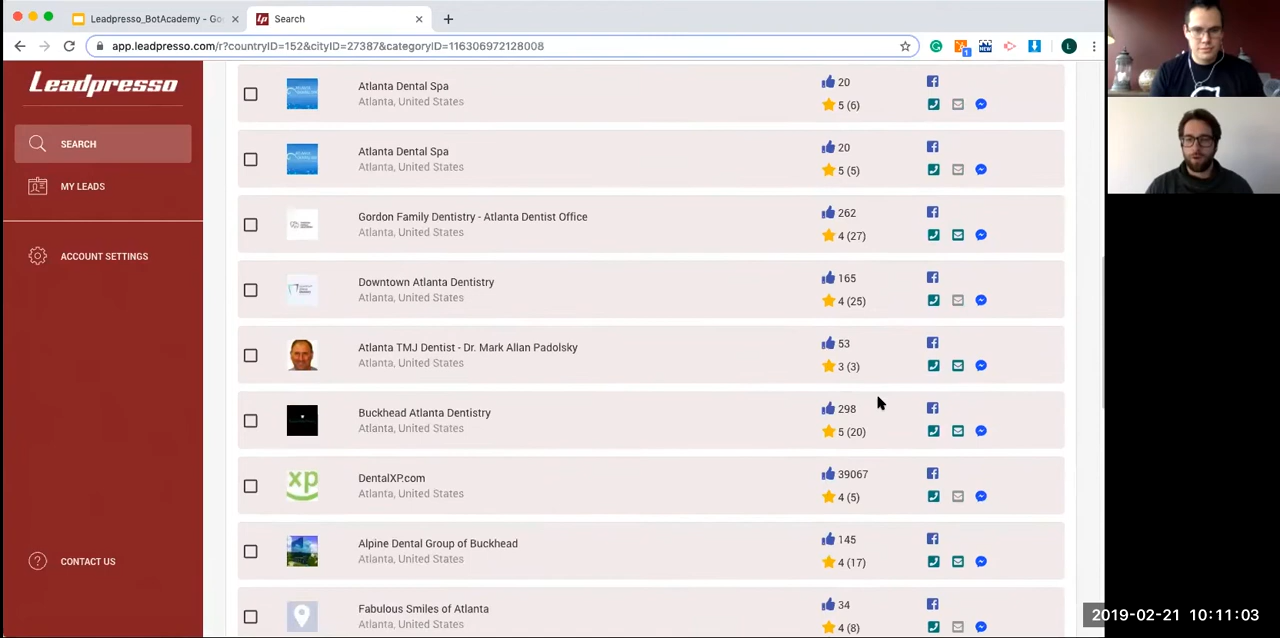 Leadpresso_BotAcademy - Go
Search
app.leadpresso.com/r?countryID=152&cityID=27387&categoryID=116306972128008
NEW
1
L
Leadpresso
SEARCH
MY LEADS
ACCOUNT SETTINGS
CONTACT US
Atlanta Dental Spa
Atlanta, United States
20
5 (6)
Atlanta Dental Spa
Atlanta, United States
20
5 (5)
Gordon Family Dentistry - Atlanta Dentist Office
Atlanta, United States
262
4 (27)
Downtown Atlanta Dentistry
Atlanta, United States
165
4 (25)
Atlanta TMJ Dentist - Dr. Mark Allan Padolsky
Atlanta, United States
53
3 (3)
Buckhead Atlanta Dentistry
Atlanta, United States
298
5 (20)
xp
DentalXP.com
Atlanta, United States
39067
4 (5)
Alpine Dental Group of Buckhead
Atlanta, United States
145
4 (17)
Fabulous Smiles of Atlanta
34
4 (8)
2019-02-21 10:11:03